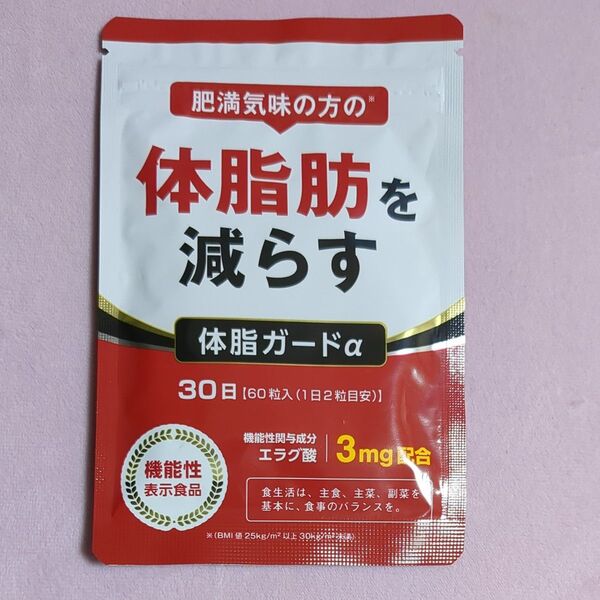 肥満気味の方の※
体脂肪を
減らす
体脂ガードα
30日【60粒入(1日2粒目安)】
機能性関与成分
エラグ酸
3mg配合
機能性
表示食品
食生活は、主食、主菜、副菜を
基本に、食事のバランスを。
※(BMI値25kg/m²以上30kg/m²未満)